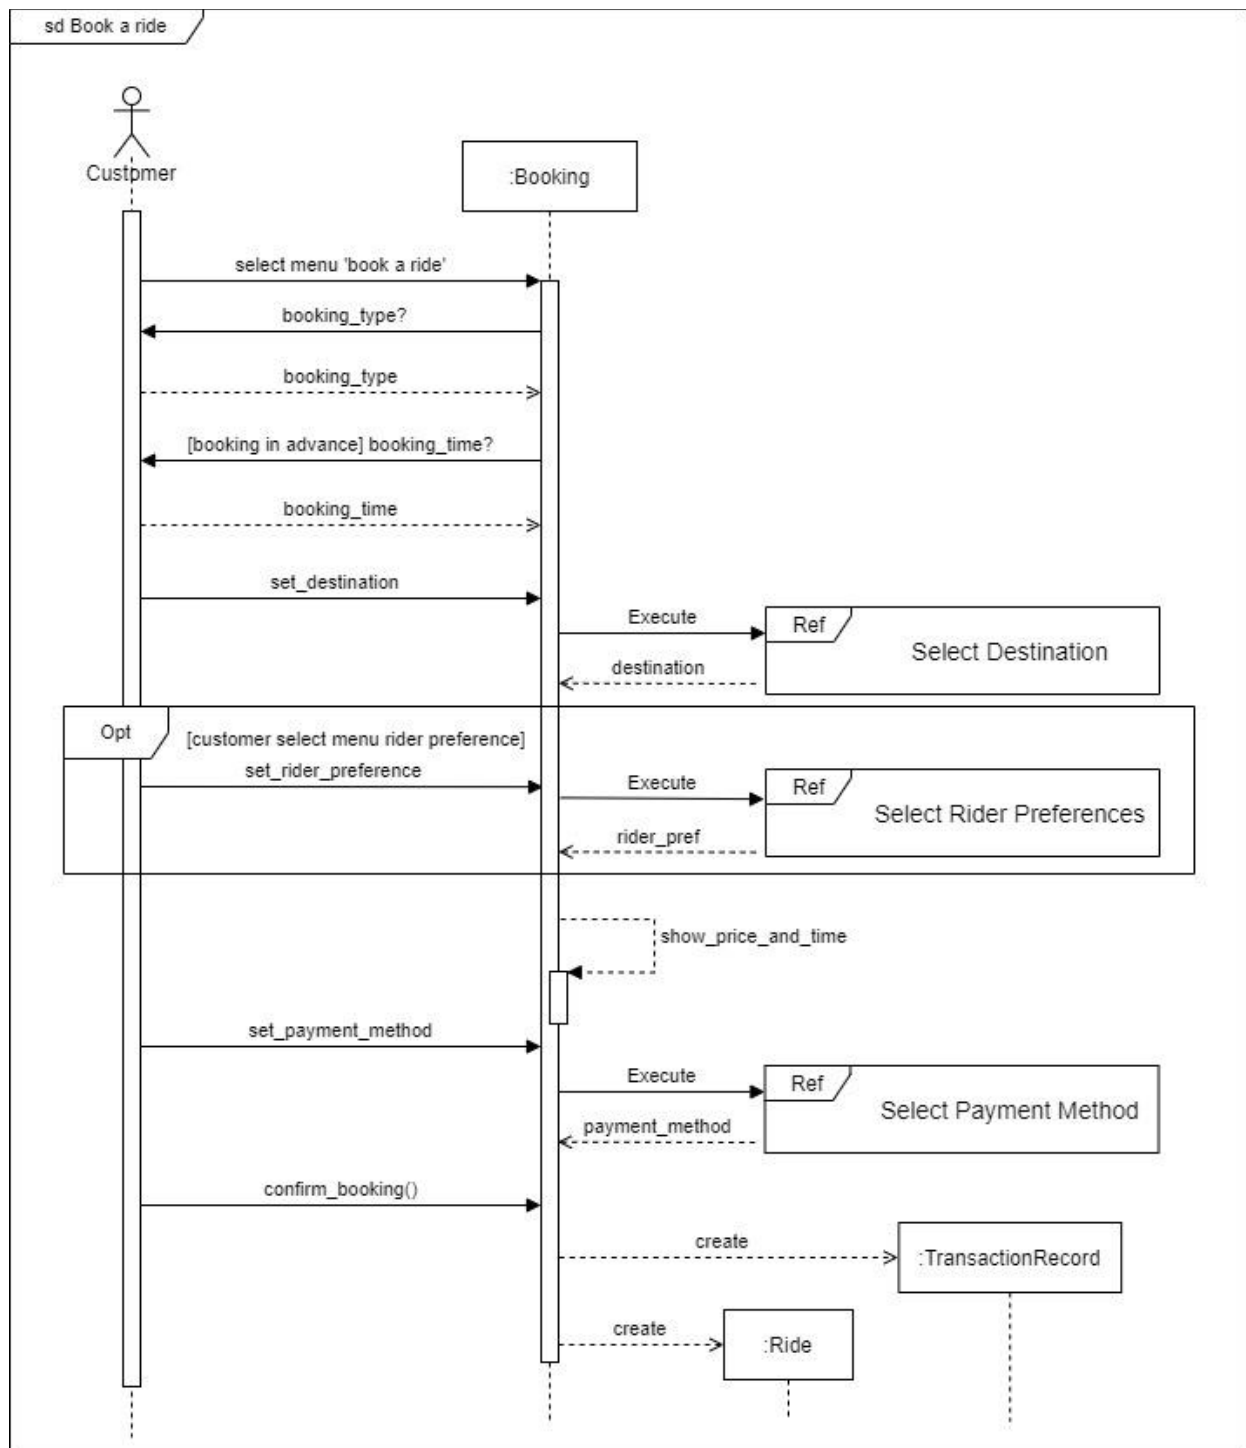 sd Book a ride
Customer
:Booking
select menu 'book a ride'
booking_type?
booking_type
[booking in advance] booking_time?
booking_time
set_destination
Execute
Ref
Select Destination
destination
Opt
[customer select menu rider preference]
set_rider_preference
Execute
Ref
Select Rider Preferences
rider_pref
show_price_and_time
set_payment_method
Execute
Ref
Select Payment Method
payment_method
confirm_booking()
create
:TransactionRecord
create
:Ride